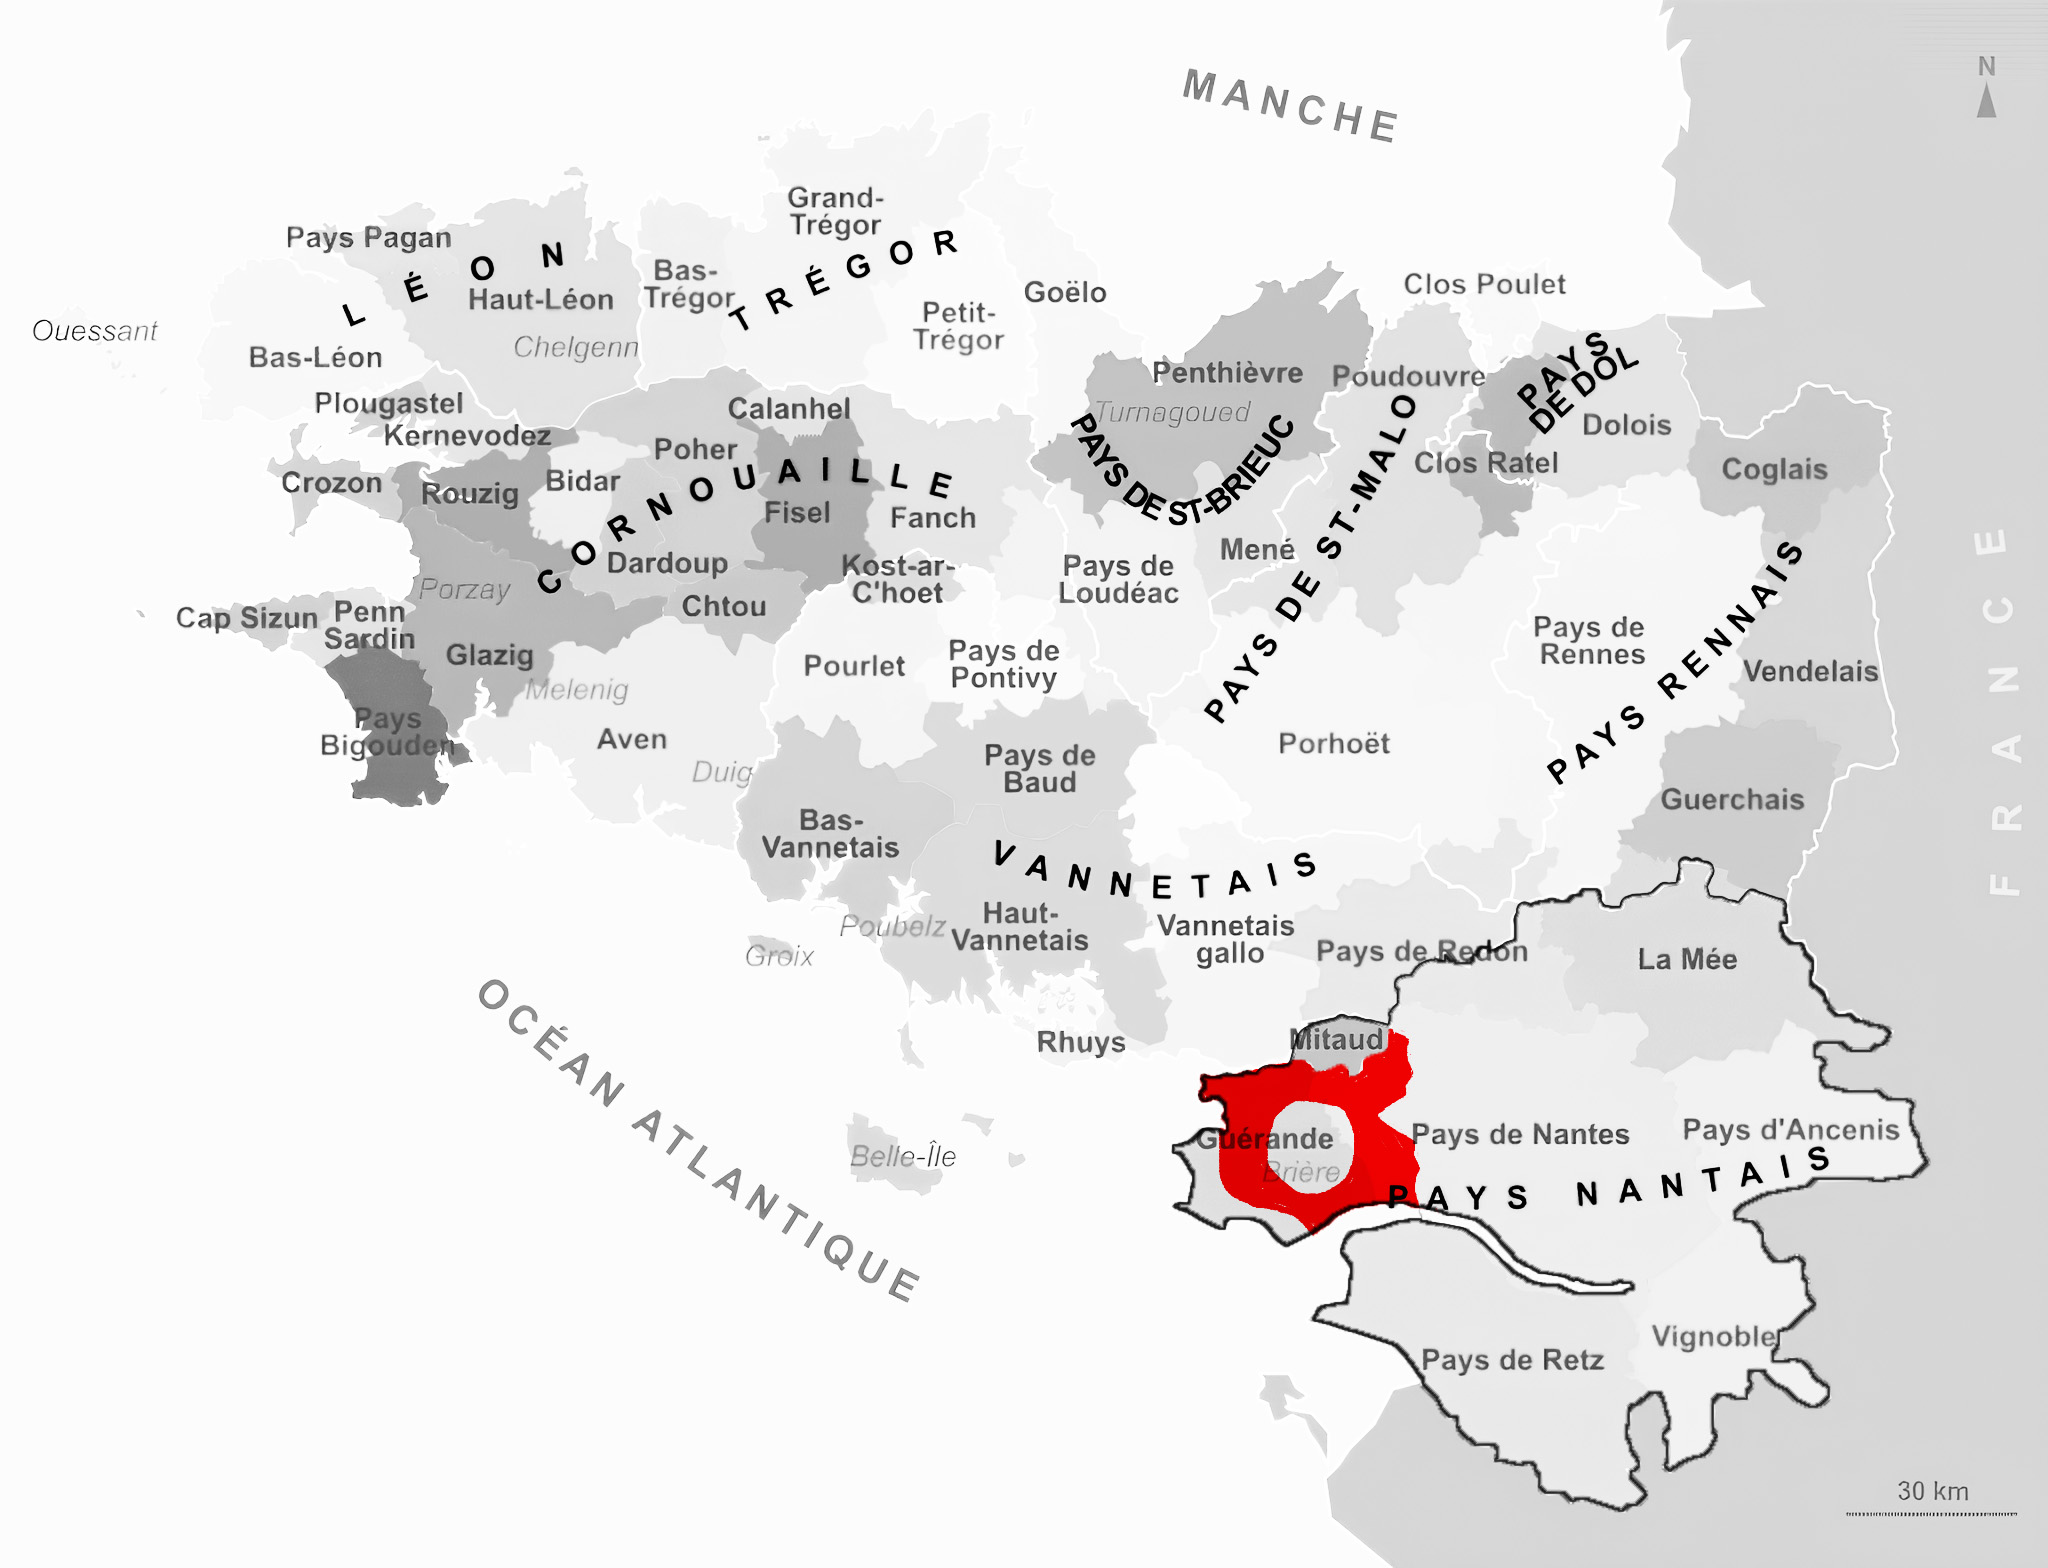 MANCHE
N
Grand-
Trégor
Pays Pagan
LÉON
TRÉGOR
Bas-
Trégor
Haut-Léon
Goëlo
Clos Poulet
Petit-
Trégor
Ouessant
Chelgenn
Bas-Léon
Penthièvre
Poudouvre
PAYS
DE DOL
Plougastel
Calanhel
Turnagoued
Dolois
Kernevodez
Poher
PAYS DE ST-BRIEUC
PAYS DE ST-MALO
Clos Ratel
Coglais
Crozon
Rouzig
Bidar
CORNOUAILLE
Fisel
Fanch
Mené
Dardoup
Kost-ar-
C'hoet
Pays de
Loudéac
PAYS RENNAIS
FRANCE
Porzay
Cap Sizun
Penn
Sardin
Chtou
Pays de
Rennes
Glazig
Pourlet
Pays de
Pontivy
Vendelais
Melenig
Pays
Bigouden
Aven
Porhoët
Duig
Pays de
Baud
Guerchais
Bas-
Vannetais
VANNETAIS
Poubelz
Haut-
Vannetais
Vannetais
gallo
Pays de Redon
La Mée
Groix
OCÉAN ATLANTIQUE
Rhuys
Mitaud
Guérande
Pays de Nantes
Pays d'Ancenis
Belle-Île
Brière
PAYS NANTAIS
Vignoble
Pays de Retz
30 km